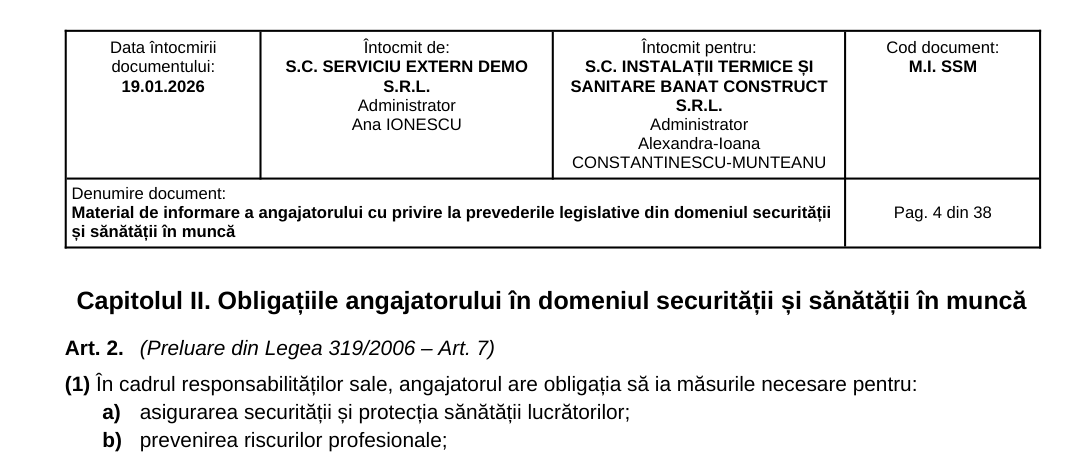 Data întocmirii
documentului:
19.01.2026
Întocmit de:
S.C. SERVICIU EXTERN DEMO
S.R.L.
Administrator
Ana IONESCU
Întocmit pentru:
S.C. INSTALAȚII TERMICE ȘI
SANITARE BANAT CONSTRUCT
S.R.L.
Administrator
Alexandra-Ioana
CONSTANTINESCU-MUNTEANU
Cod document:
M.I. SSM
Denumire document:
Material de informare a angajatorului cu privire la prevederile legislative din domeniul securității
și sănătății în muncă
Pag. 4 din 38
Capitolul II. Obligațiile angajatorului în domeniul securității și sănătății în muncă
Art. 2. (Preluare din Legea 319/2006 – Art. 7)
(1) În cadrul responsabilităților sale, angajatorul are obligația să ia măsurile necesare pentru:
a) asigurarea securității și protecția sănătății lucrătorilor;
b) prevenirea riscurilor profesionale;